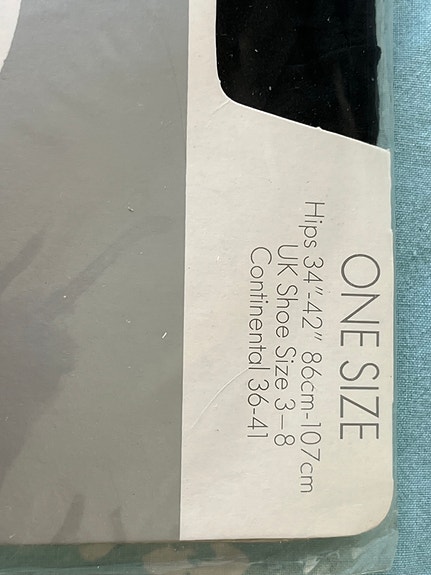 ONE SIZE
Hips 34"-42" 86cm-107cm
UK Shoe Size 3-8
Continental 36-41